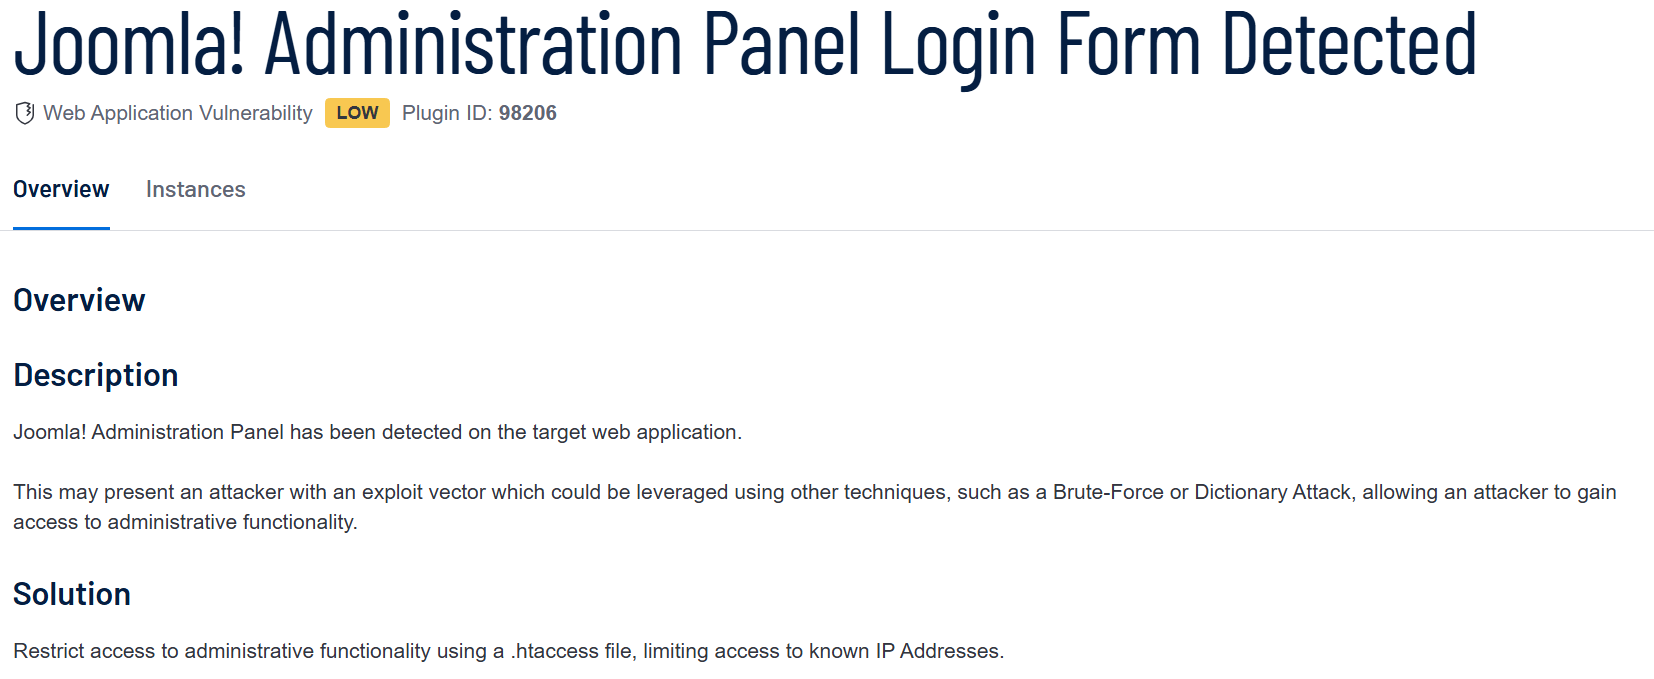 Joomla! Administration Panel Login Form Detected
Web Application Vulnerability LOW Plugin ID: 98206
Overview Instances
Overview
Description
Joomla! Administration Panel has been detected on the target web application.
This may present an attacker with an exploit vector which could be leveraged using other techniques, such as a Brute-Force or Dictionary Attack, allowing an attacker to gain
access to administrative functionality.
Solution
Restrict access to administrative functionality using a .htaccess file, limiting access to known IP Addresses.